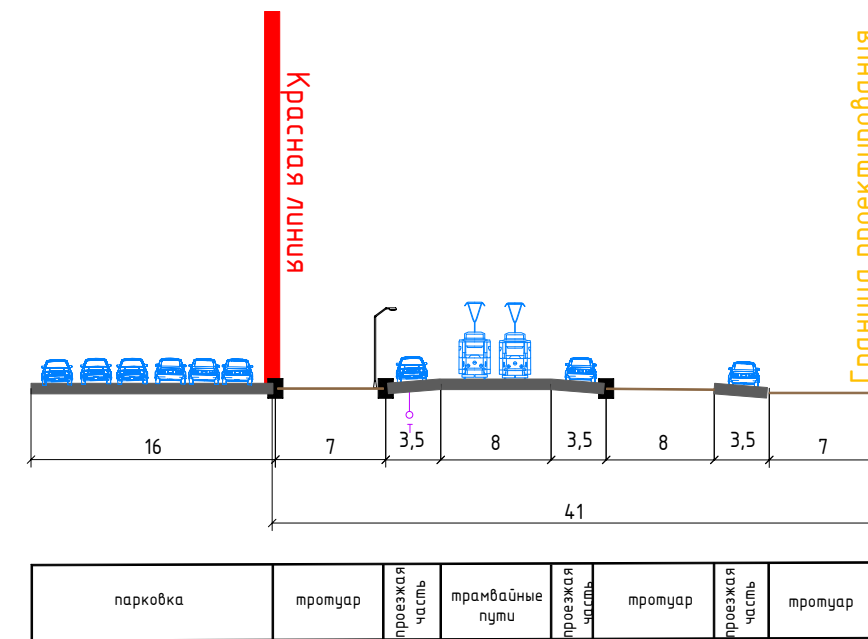 Красная линия
Граница проектирования
Т
16
7
3,5
8
3,5
8
3,5
7
41
парковка
тротуар
проезжая
часть
трамвайные
пути
проезжая
часть
тротуар
проезжая
часть
тротуар